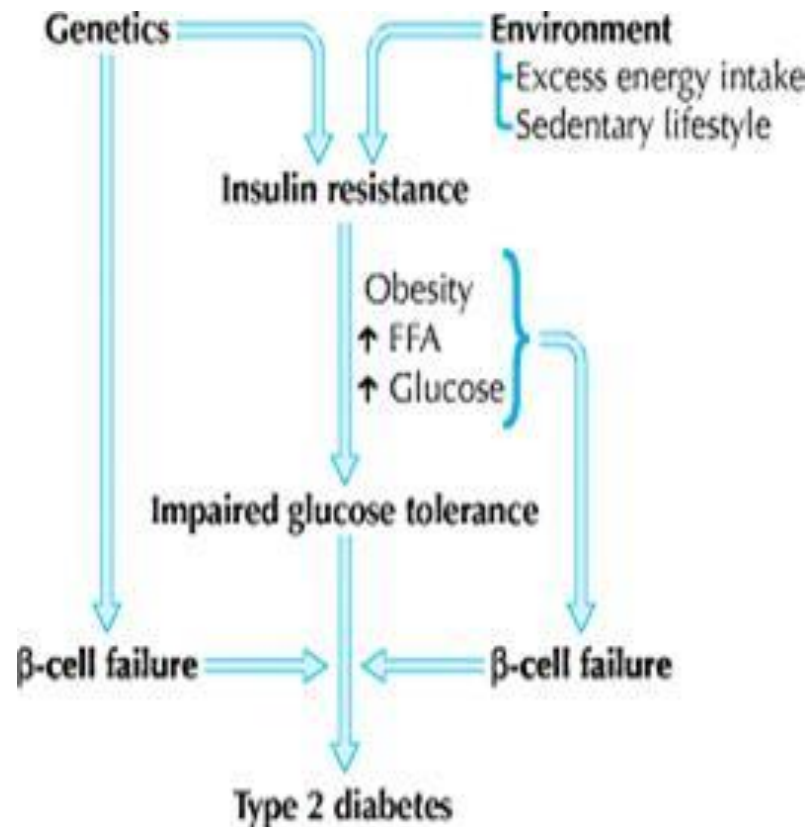 Genetics
Environment
Excess energy intake
Sedentary lifestyle
Insulin resistance
Obesity
↑ FFA
↑ Glucose
Impaired glucose tolerance
β-cell failure
β-cell failure
Type 2 diabetes